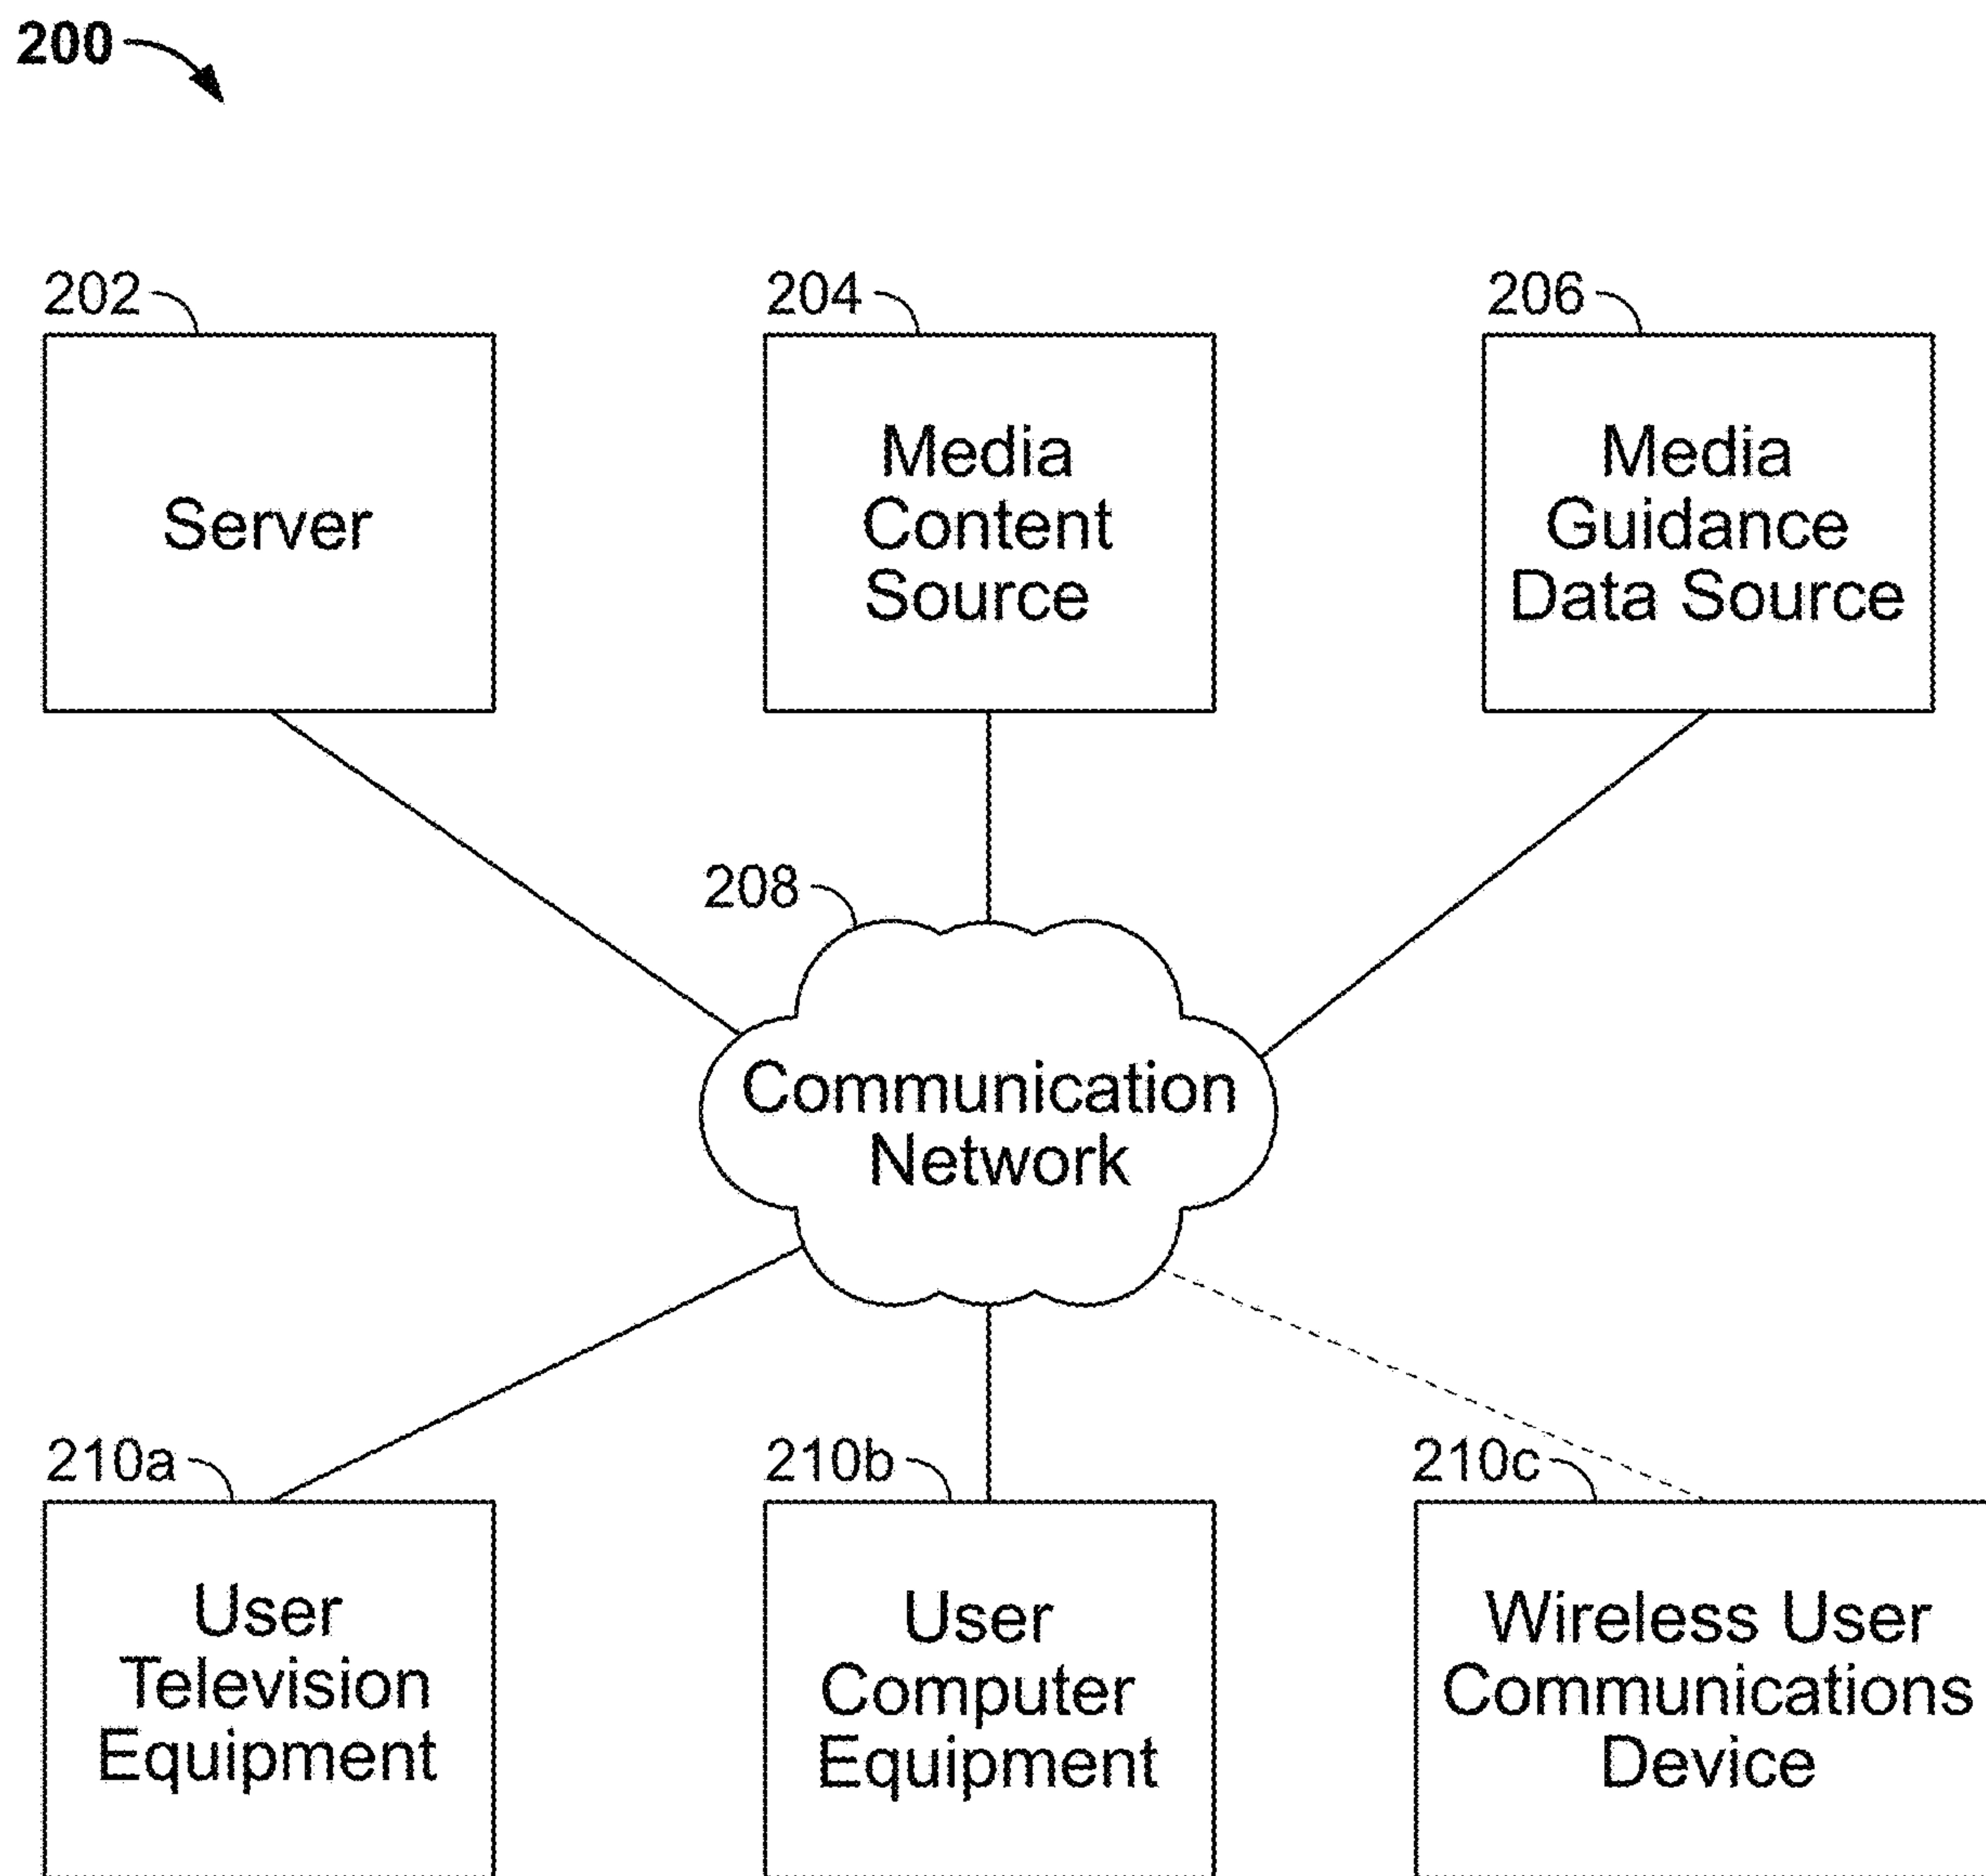 200
202
204
206
Server
Media
Content
Source
Media
Guidance
Data Source
208
Communication
Network
210a
210b
210c
User
Television
Equipment
User
Computer
Equipment
Wireless User
Communications
Device